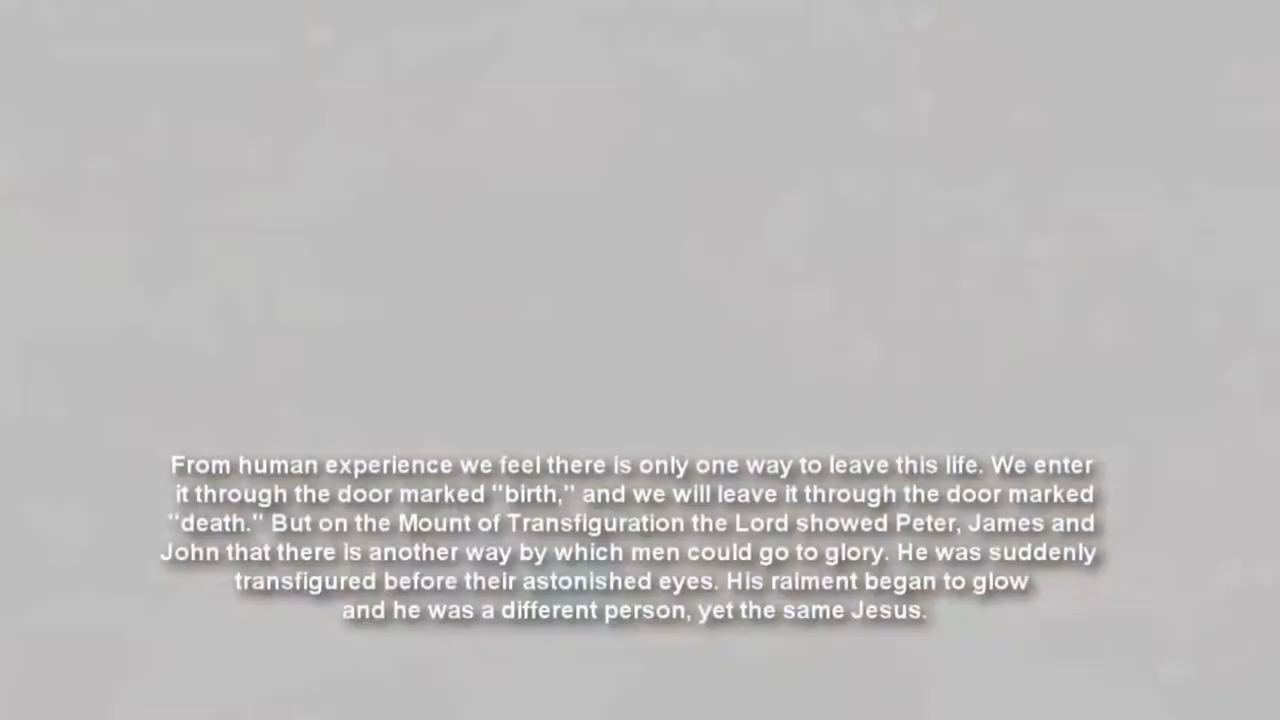 From human experience we feel there is only one way to leave this life. We enter
it through the door marked "birth," and we will leave it through the door marked
"death." But on the Mount of Transfiguration the Lord showed Peter, James and
John that there is another way by which men could go to glory. He was suddenly
transfigured before their astonished eyes. His raiment began to glow
and he was a different person, yet the same Jesus.